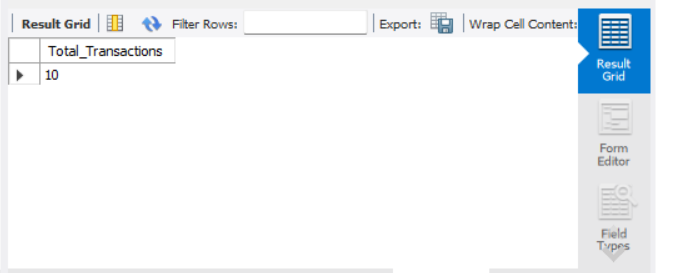 Result Grid Filter Rows: Export: Wrap Cell Content:
Total_Transactions
10
Result
Grid
Form
Editor
Field
Types